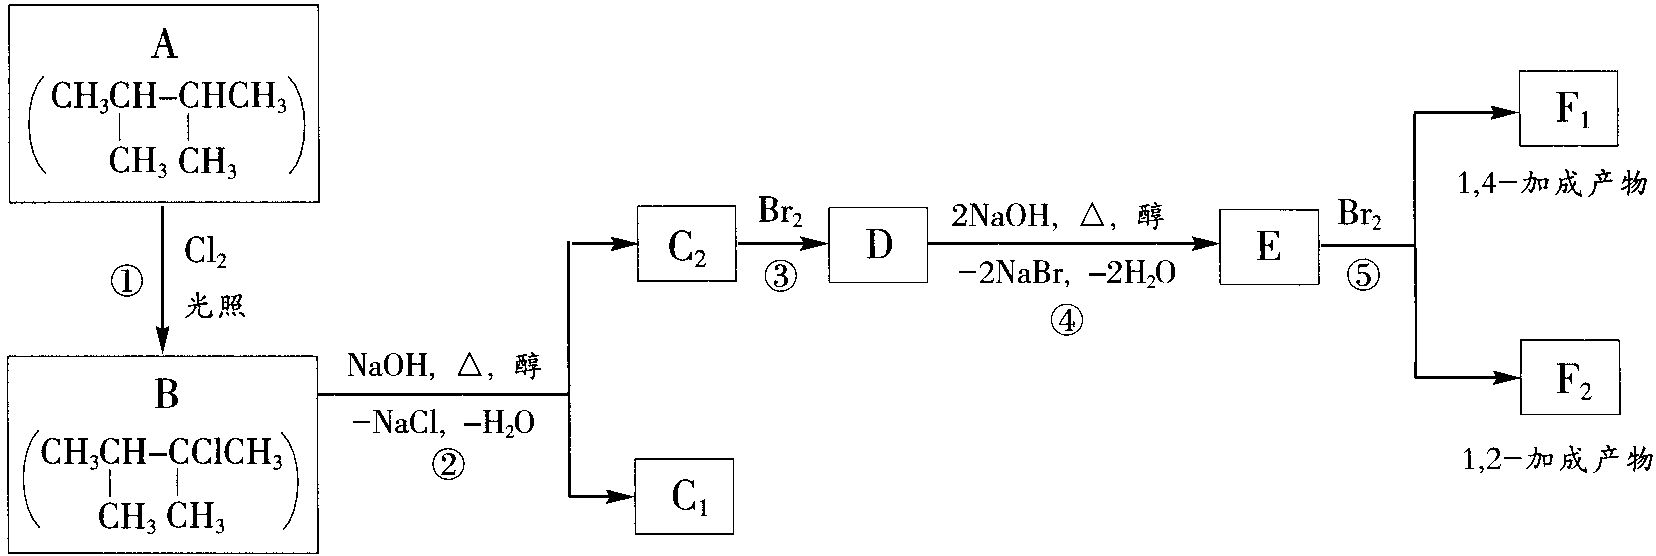 A
CH₃CH–CHCH₃
CH₃ CH₃
①
Cl₂
光照
B
CH₃CH–CClCH₃
CH₃ CH₃
NaOH, △, 醇
−NaCl, −H₂O
②
C₂
C₁
Br₂
③
D
2NaOH, △, 醇
−2NaBr, −2H₂O
④
E
Br₂
⑤
F₁
1,4−加成产物
F₂
1,2−加成产物